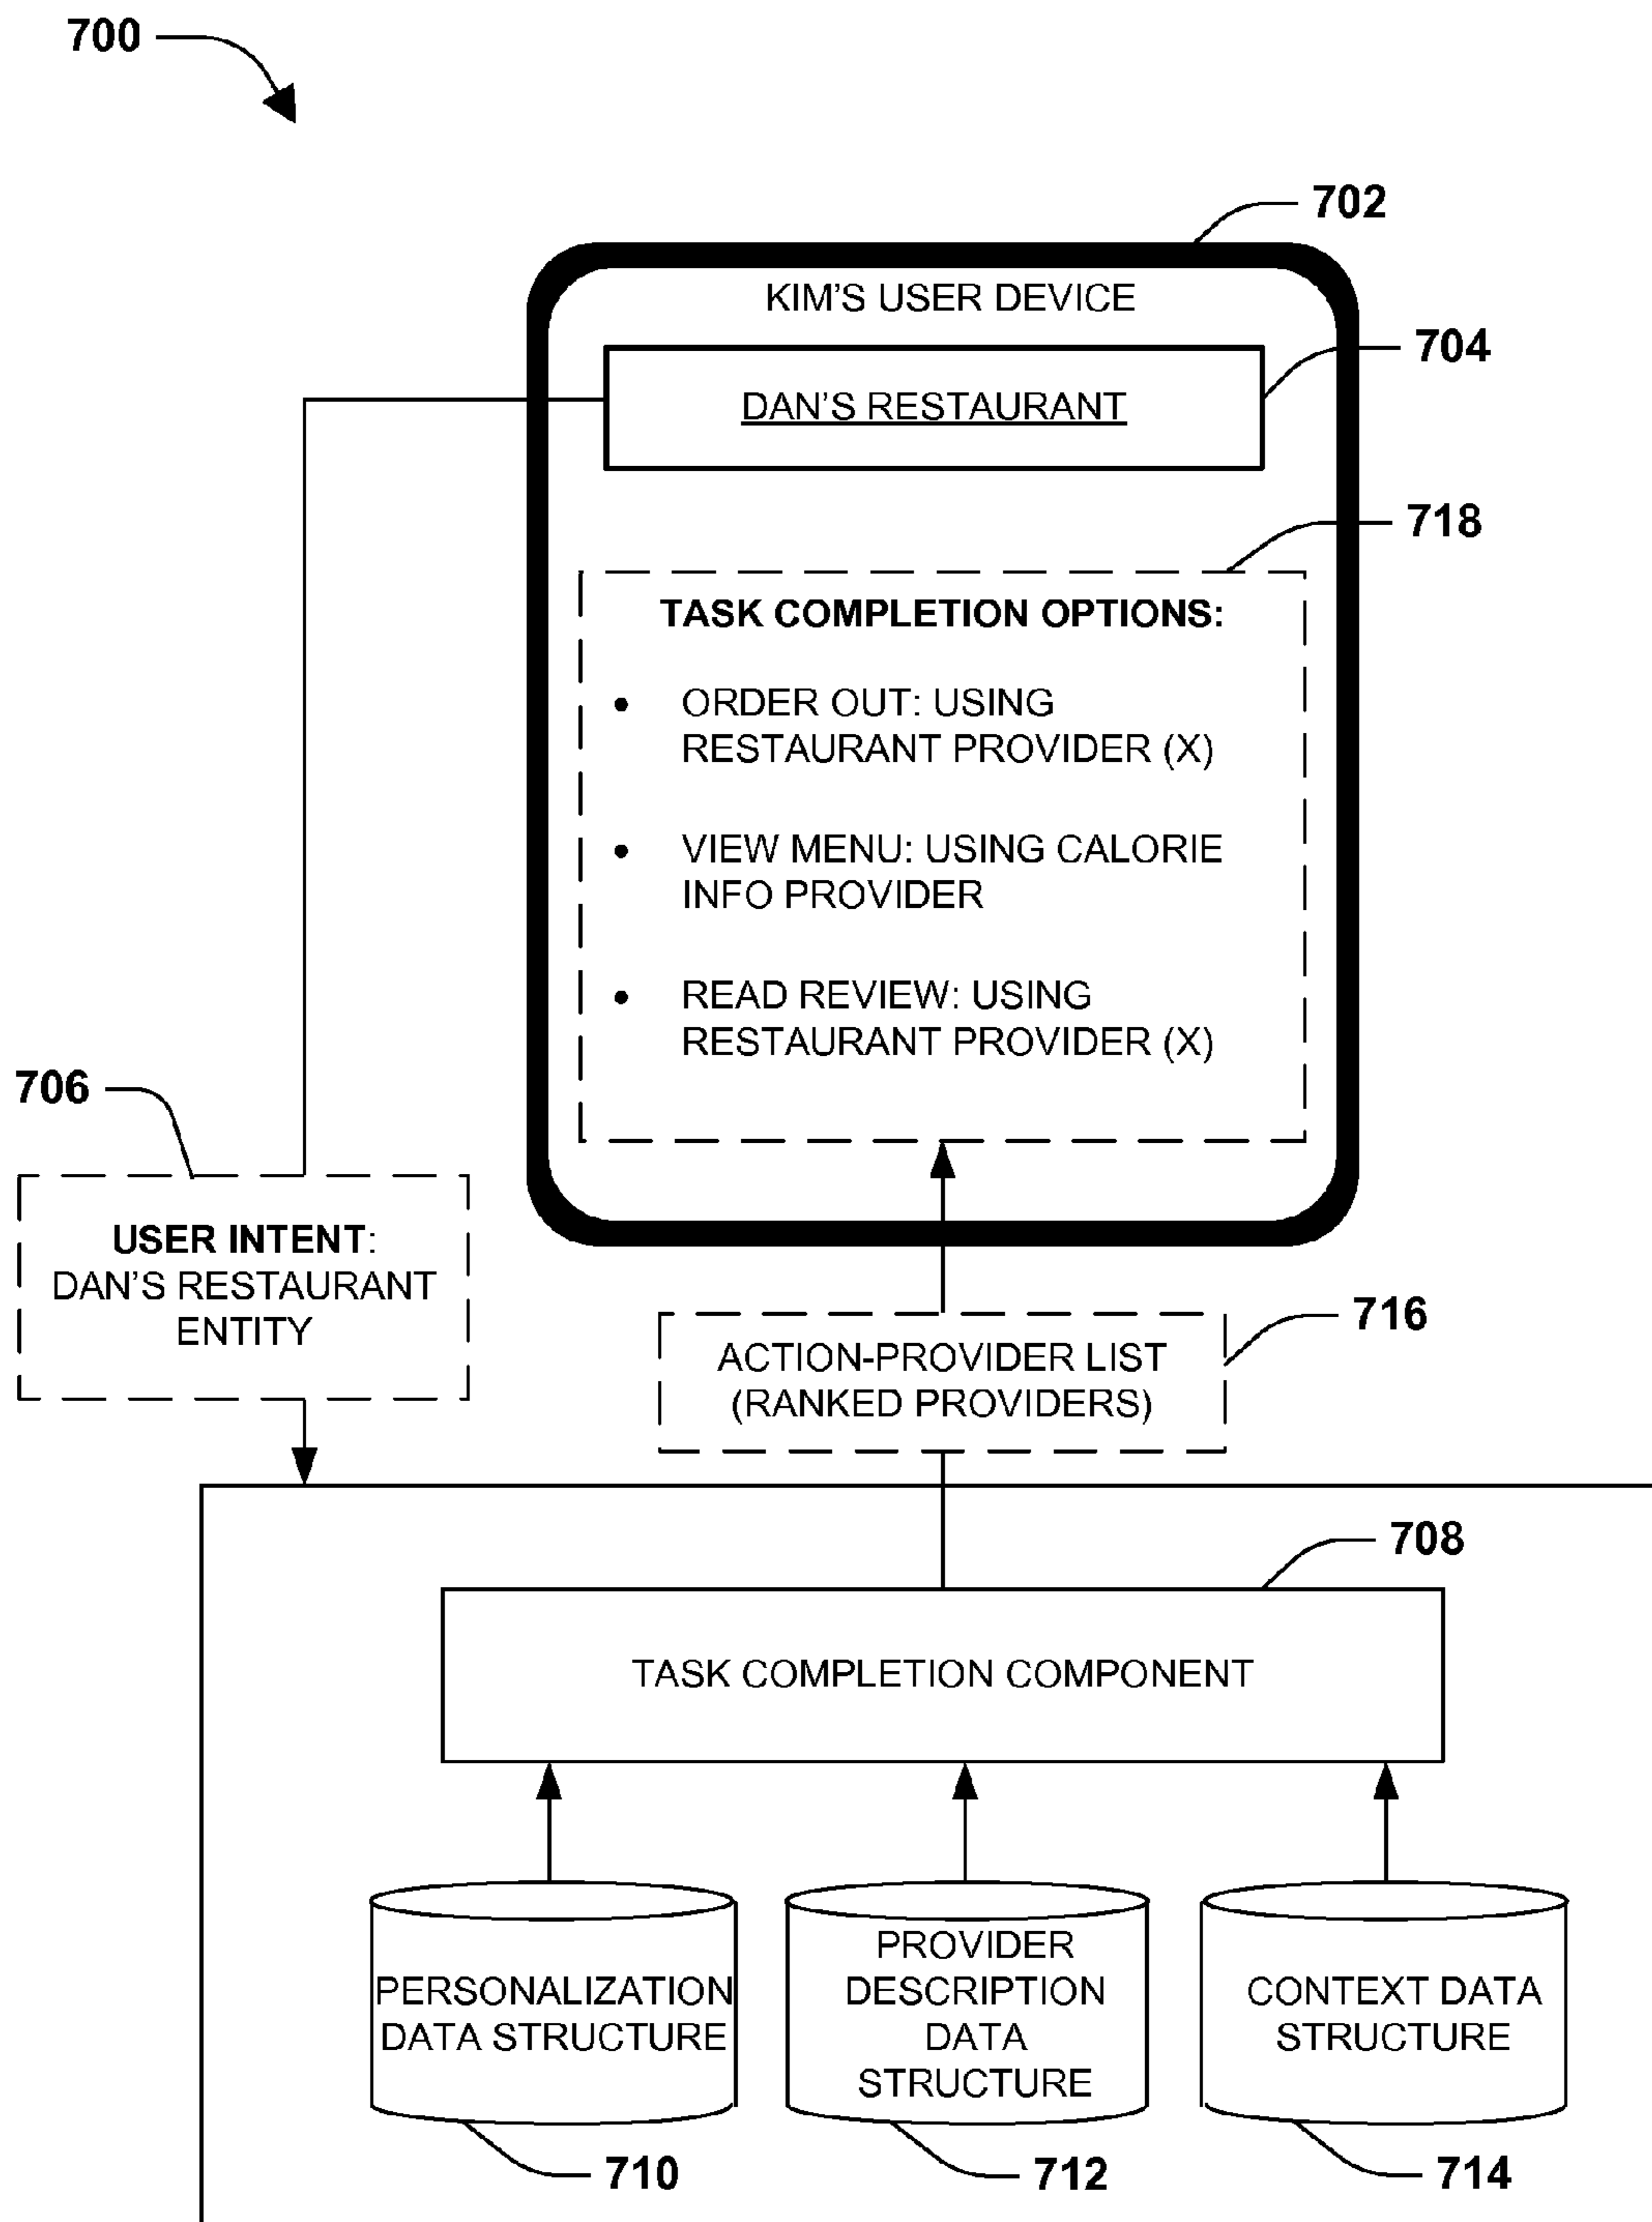 700
702
KIM'S USER DEVICE
704
DAN'S RESTAURANT
718
TASK COMPLETION OPTIONS:
• ORDER OUT: USING
RESTAURANT PROVIDER (X)
• VIEW MENU: USING CALORIE
INFO PROVIDER
• READ REVIEW: USING
RESTAURANT PROVIDER (X)
706
USER INTENT:
DAN'S RESTAURANT
ENTITY
716
ACTION-PROVIDER LIST
(RANKED PROVIDERS)
708
TASK COMPLETION COMPONENT
PERSONALIZATION
DATA STRUCTURE
PROVIDER
DESCRIPTION
DATA
STRUCTURE
CONTEXT DATA
STRUCTURE
710
712
714